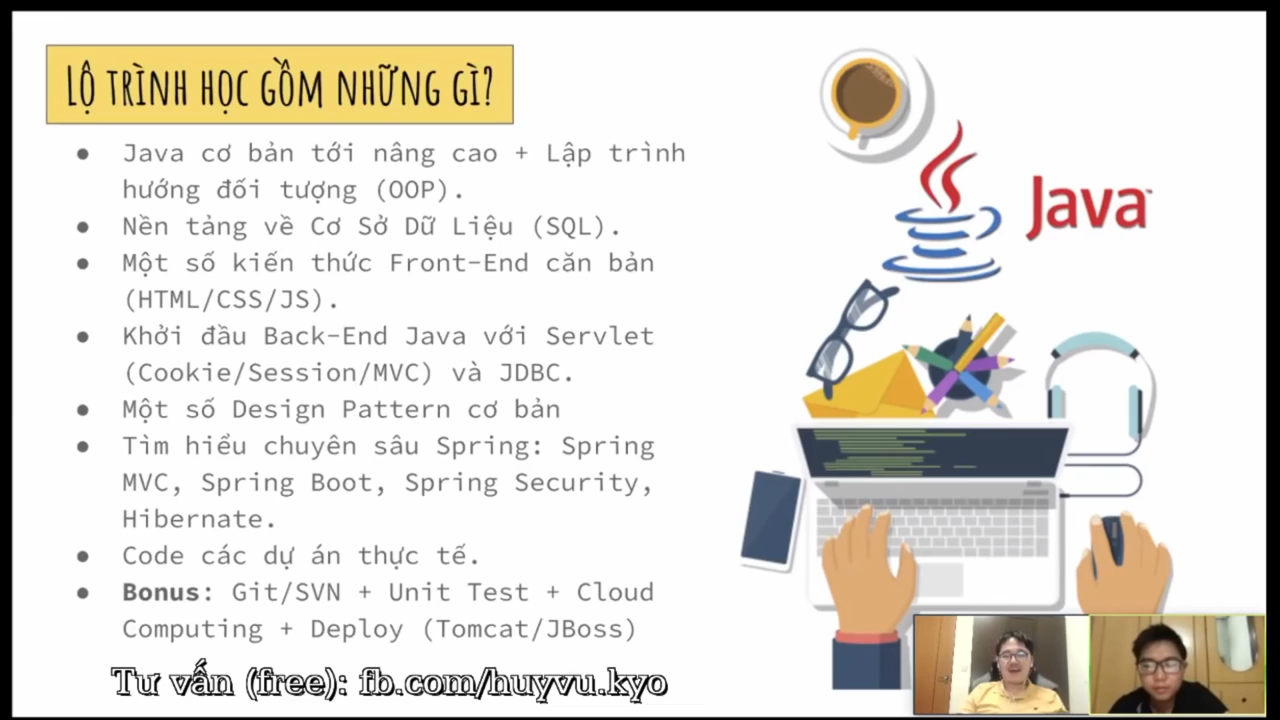 Lộ trình học gồm những gì?
● Java cơ bản tới nâng cao + Lập trình
hướng đối tượng (OOP).
● Nền tảng về Cơ Sở Dữ Liệu (SQL).
● Một số kiến thức Front-End căn bản
(HTML/CSS/JS).
● Khởi đầu Back-End Java với Servlet
(Cookie/Session/MVC) và JDBC.
● Một số Design Pattern cơ bản
● Tìm hiểu chuyên sâu Spring: Spring
MVC, Spring Boot, Spring Security,
Hibernate.
● Code các dự án thực tế.
● Bonus: Git/SVN + Unit Test + Cloud
Computing + Deploy (Tomcat/JBoss)
Tư vấn (free): fb.com/huyvu.kyo
Java